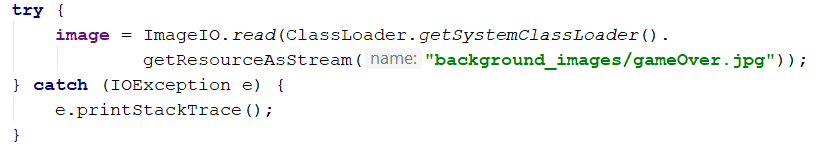 try {
    image = ImageIO.read(ClassLoader.getSystemClassLoader().
            getResourceAsStream( name: "background_images/gameOver.jpg"));
} catch (IOException e) {
    e.printStackTrace();
}